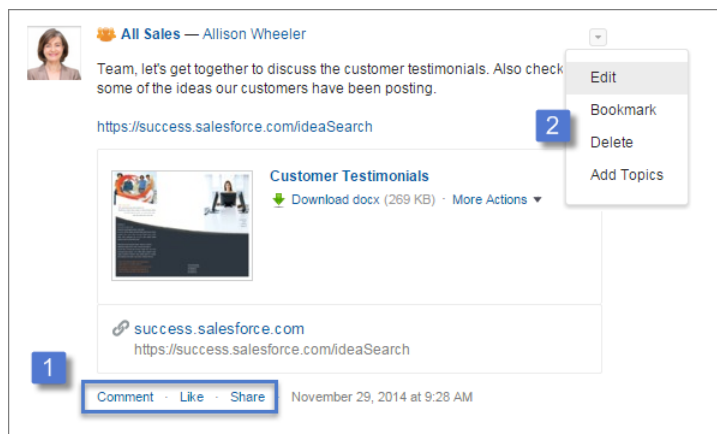 All Sales — Allison Wheeler
Team, let's get together to discuss the customer testimonials. Also check
some of the ideas our customers have been posting.
https://success.salesforce.com/ideaSearch
2
Edit
Bookmark
Delete
Add Topics
Customer Testimonials
Download docx (269 KB) · More Actions
success.salesforce.com
https://success.salesforce.com/ideaSearch
1
Comment · Like · Share · November 29, 2014 at 9:28 AM